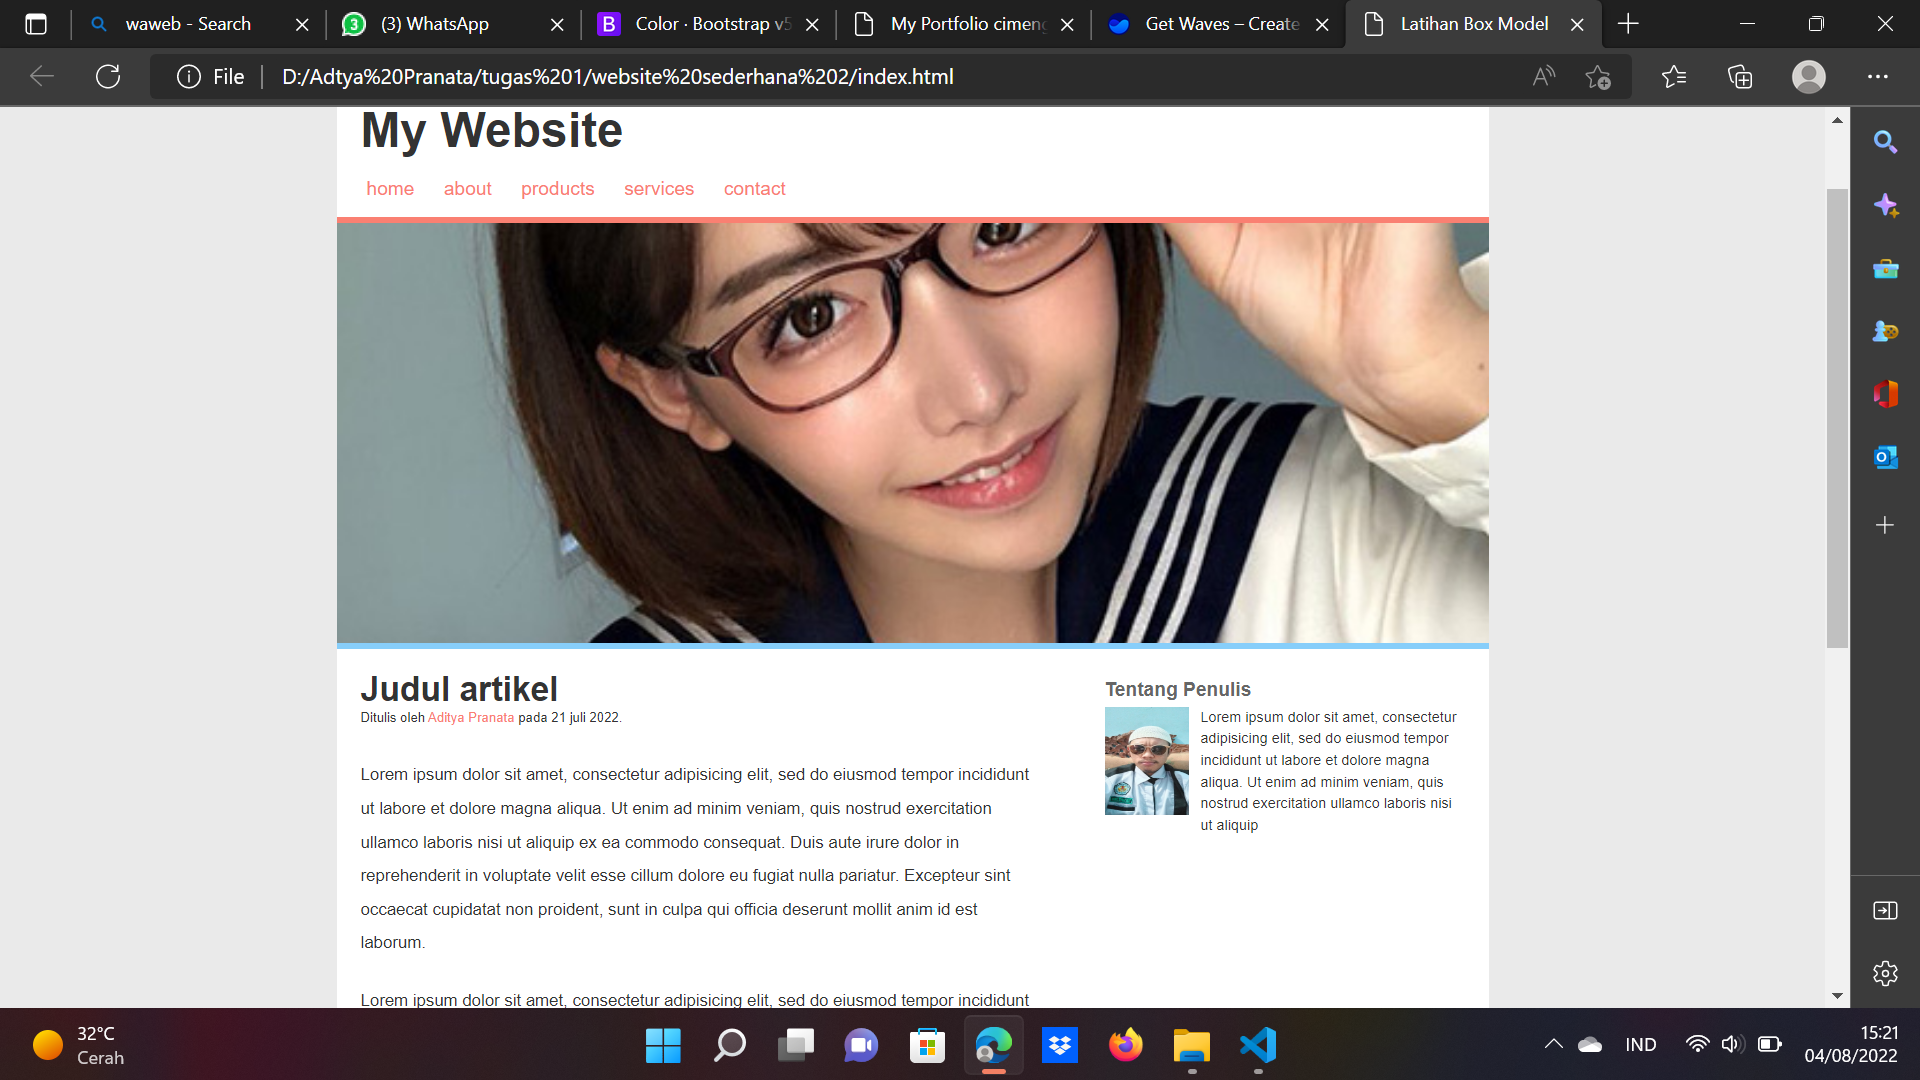 waweb - Search
(3) WhatsApp
Color · Bootstrap v5
My Portfolio cimeng
Get Waves – Create
Latihan Box Model
File
D:/Adtya%20Pranata/tugas%201/website%20sederhana%202/index.html
My Website
home about products services contact
Judul artikel
Ditulis oleh Aditya Pranata pada 21 juli 2022.
Lorem ipsum dolor sit amet, consectetur adipisicing elit, sed do eiusmod tempor incididunt
ut labore et dolore magna aliqua. Ut enim ad minim veniam, quis nostrud exercitation
ullamco laboris nisi ut aliquip ex ea commodo consequat. Duis aute irure dolor in
reprehenderit in voluptate velit esse cillum dolore eu fugiat nulla pariatur. Excepteur sint
occaecat cupidatat non proident, sunt in culpa qui officia deserunt mollit anim id est
laborum.
Lorem ipsum dolor sit amet, consectetur adipisicing elit, sed do eiusmod tempor incididunt
Tentang Penulis
Lorem ipsum dolor sit amet, consectetur
adipisicing elit, sed do eiusmod tempor
incididunt ut labore et dolore magna
aliqua. Ut enim ad minim veniam, quis
nostrud exercitation ullamco laboris nisi
ut aliquip
32°C
Cerah
IND
15:21
04/08/2022